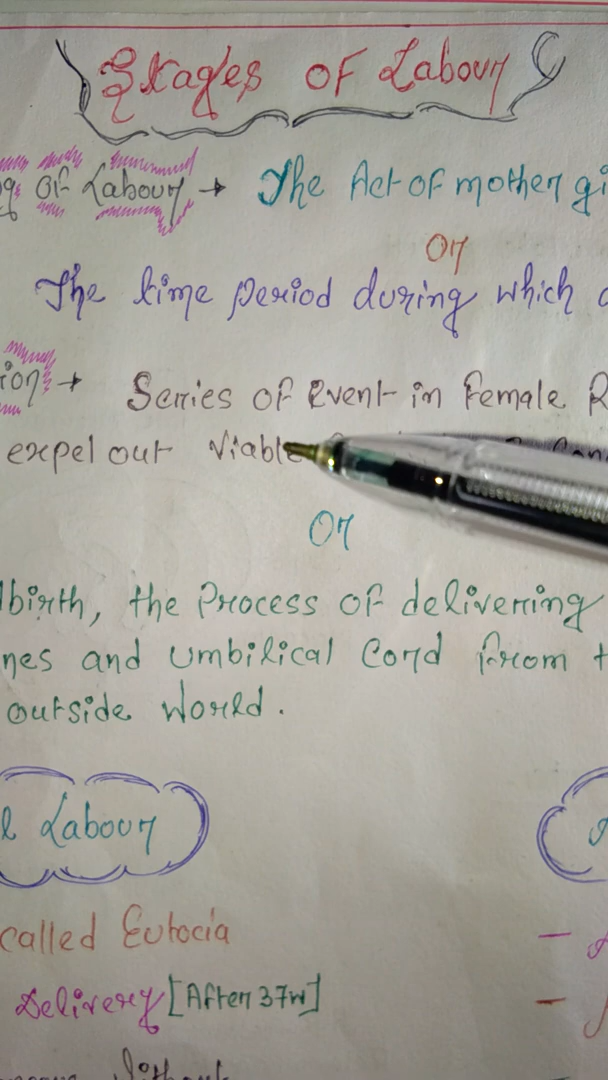 Stages OF Labour
of Labour → The Act of mother gi
Or
The time period during which
ion → Series of Event in Female R
expel out Viable
Or
birth, the Process of delivering
nes and umbilical Cord from t
outside World.
l Labour
called Eutocia
Delivery [After 37w]